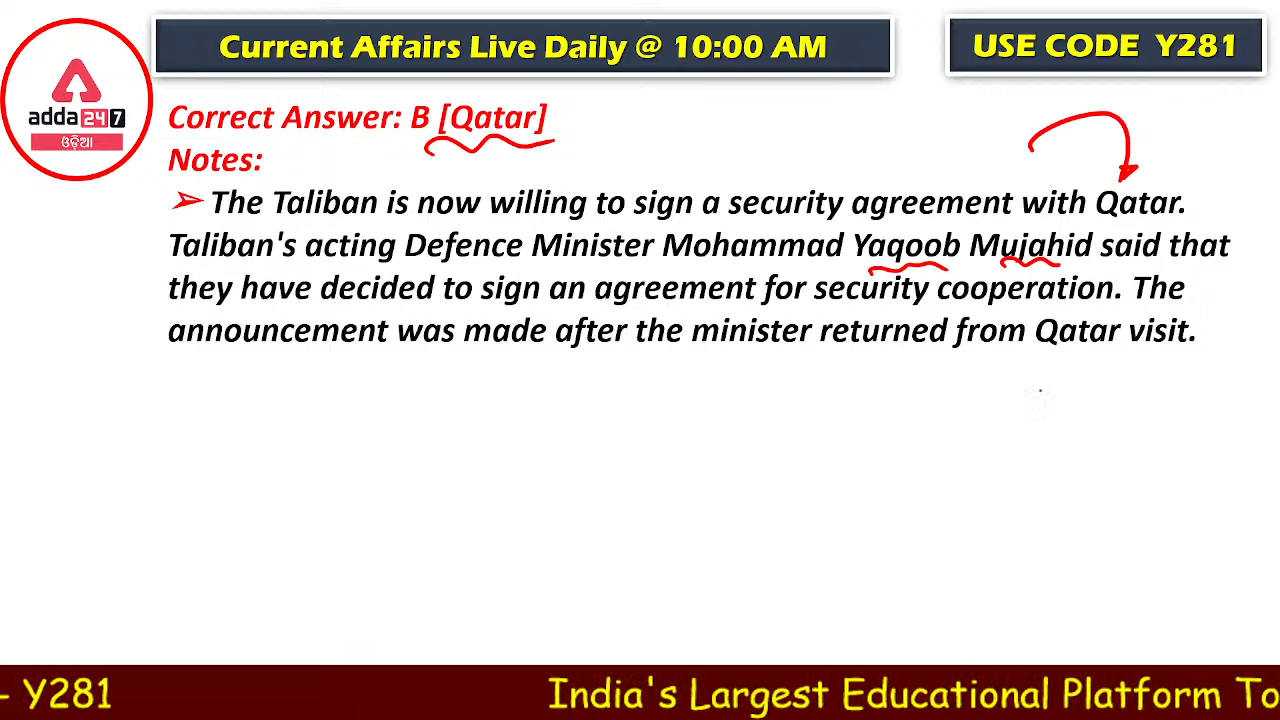 Current Affairs Live Daily @ 10:00 AM
USE CODE Y281
adda247
ଓଡ଼ିଆ
Correct Answer: B [Qatar]
Notes:
➢ The Taliban is now willing to sign a security agreement with Qatar.
Taliban's acting Defence Minister Mohammad Yaqoob Mujahid said that
they have decided to sign an agreement for security cooperation. The
announcement was made after the minister returned from Qatar visit.
- Y281
India's Largest Educational Platform To